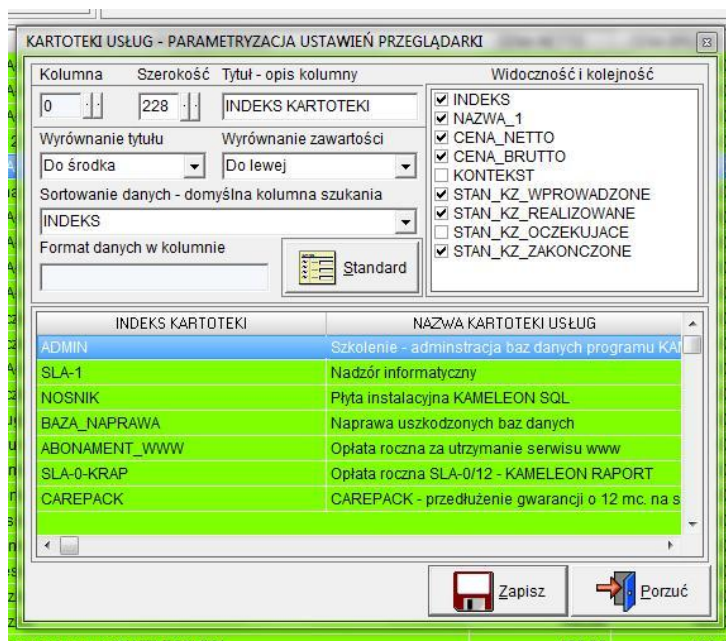 KARTOTEKI USŁUG - PARAMETRYZACJA USTAWIEŃ PRZEGLĄDARKI
Kolumna Szerokość Tytuł - opis kolumny
0 228 INDEKS KARTOTEKI
Wyrównanie tytułu Wyrównanie zawartości
Do środka Do lewej
Sortowanie danych - domyślna kolumna szukania
INDEKS
Format danych w kolumnie
Standard
Widoczność i kolejność
INDEKS
NAZWA_1
CENA_NETTO
CENA_BRUTTO
KONTEKST
STAN_KZ_WPROWADZONE
STAN_KZ_REALIZOWANE
STAN_KZ_OCZEKUJACE
STAN_KZ_ZAKONCZONE
INDEKS KARTOTEKI NAZWA KARTOTEKI USŁUG
ADMIN Szkolenie - adminstracja baz danych programu
SLA-1 Nadzór informatyczny
NOSNIK Płyta instalacyjna KAMELEON SQL
BAZA_NAPRAWA Naprawa uszkodzonych baz danych
ABONAMENT_WWW Opłata roczna za utrzymanie serwisu www
SLA-0-KRAP Opłata roczna SLA-0/12 - KAMELEON RAPORT
CAREPACK CAREPACK - przedłużenie gwarancji o 12 mc. na s
Zapisz Porzuć